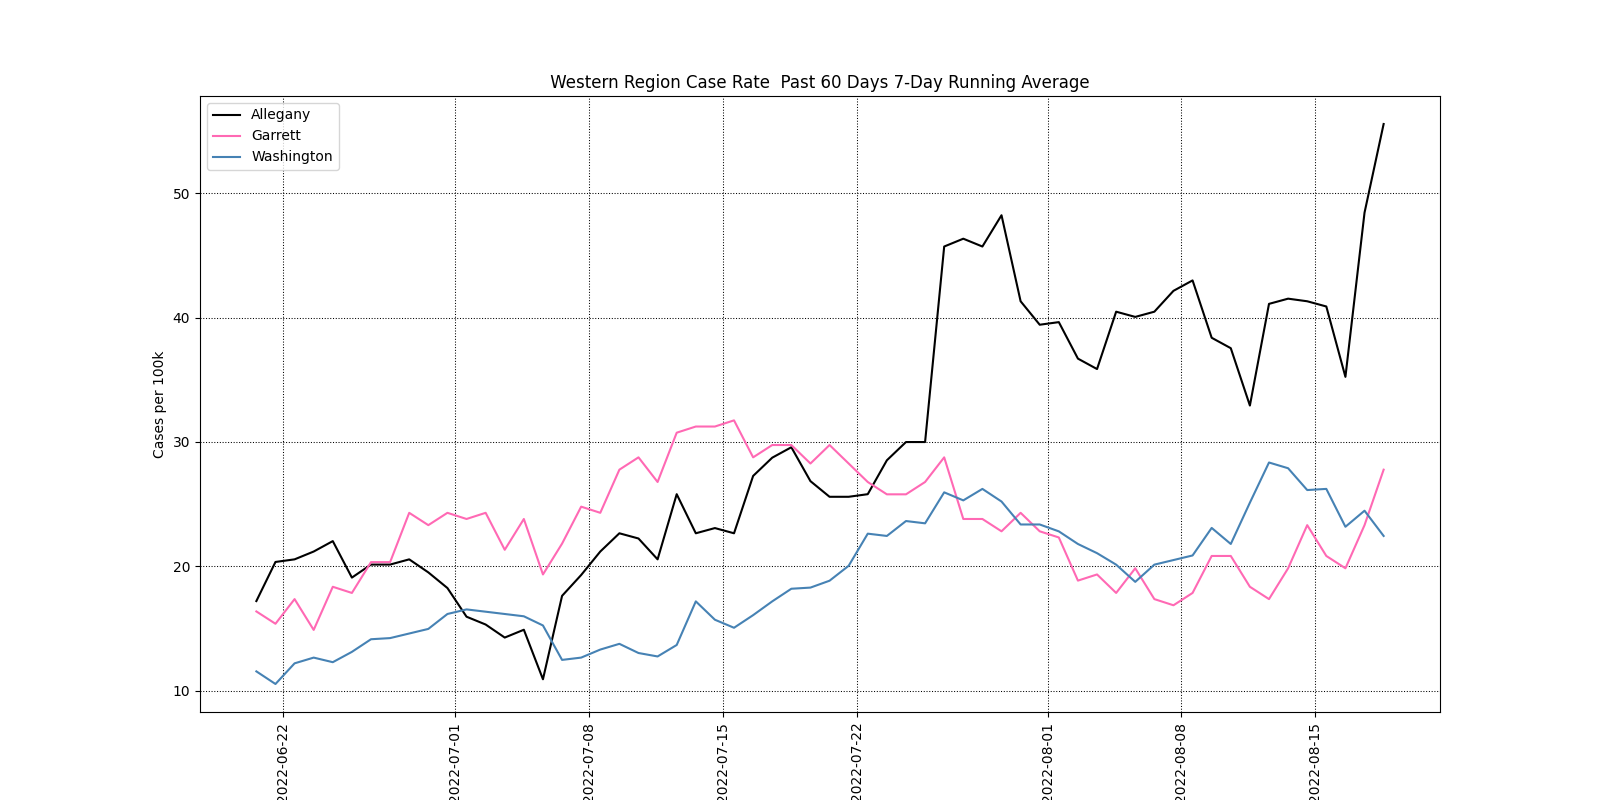 Western Region Case Rate  Past 60 Days 7-Day Running Average
Allegany
Garrett
Washington
Cases per 100k
50
40
30
20
10
2022-06-22
2022-07-01
2022-07-08
2022-07-15
2022-07-22
2022-08-01
2022-08-08
2022-08-15